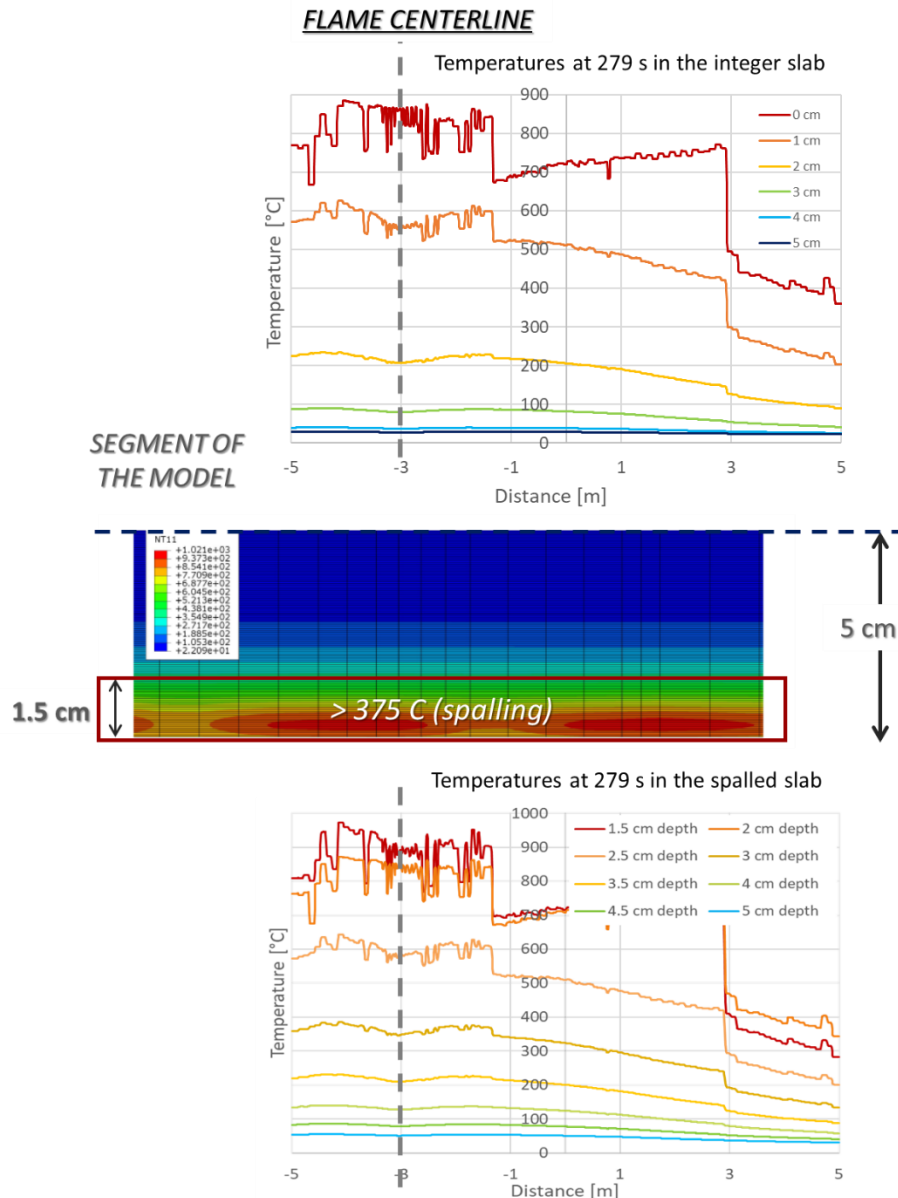 FLAME CENTERLINE
Temperatures at 279 s in the integer slab
Temperature [°C]
900
800
700
600
500
400
300
200
100
0
0 cm
1 cm
2 cm
3 cm
4 cm
5 cm
-5
-3
-1
1
3
5
Distance [m]
SEGMENT OF
THE MODEL
NT11
+1.021e+03
+9.373e+02
+8.541e+02
+7.709e+02
+6.877e+02
+6.045e+02
+5.213e+02
+4.381e+02
+3.549e+02
+2.717e+02
+1.885e+02
+1.053e+02
+2.209e+01
5 cm
1.5 cm
> 375 C (spalling)
Temperatures at 279 s in the spalled slab
Temperature [°C]
1000
900
800
700
600
500
400
300
200
100
0
1.5 cm depth
2 cm depth
2.5 cm depth
3 cm depth
3.5 cm depth
4 cm depth
4.5 cm depth
5 cm depth
-5
-3
-1
1
3
5
Distance [m]